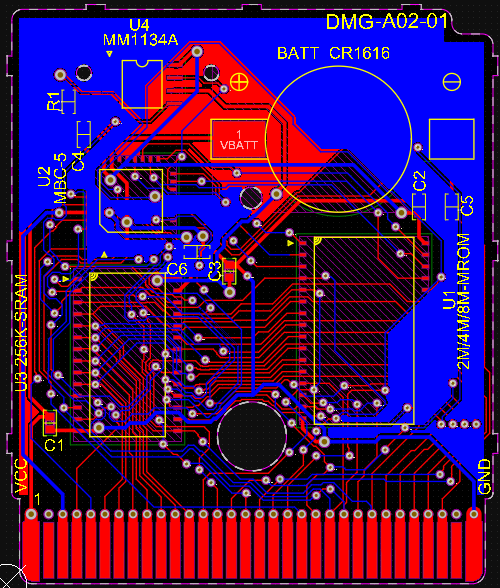 DMG-A02-01
U4
MM1134A
BATT CR1616
R1
1
VBATT
C4
U2
MBC-5
C2
C5
C6
C3
U1
2M/4M/8M-MROM
U3 256K-SRAM
C1
VCC
1
GND